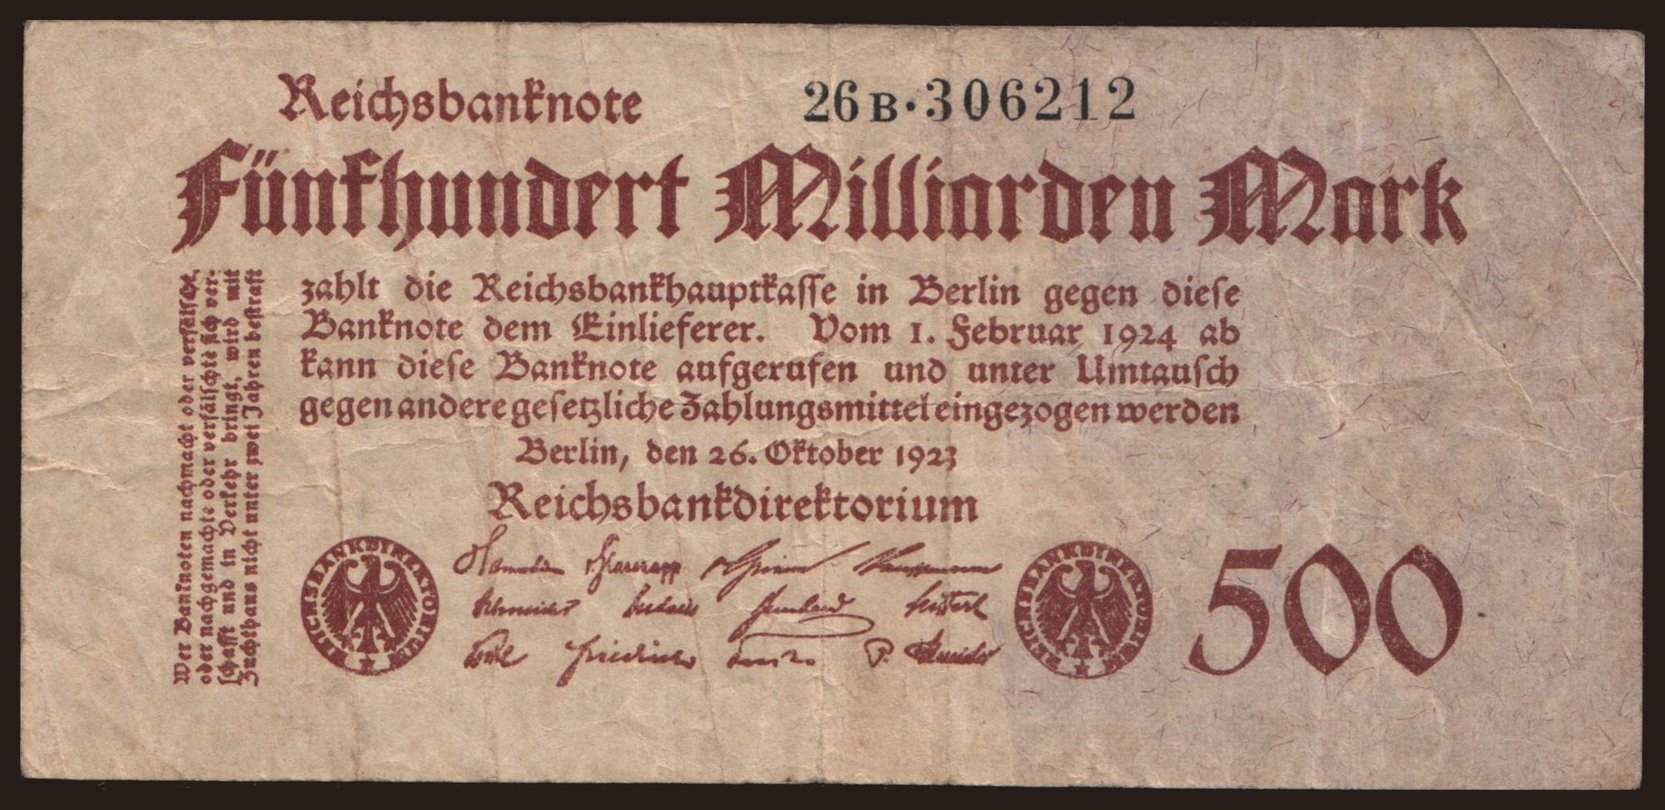 Reichsbanknote
26B·306212
Fünfhundert Milliarden Mark
zahlt die Reichsbankhauptkasse in Berlin gegen diese
Banknote dem Einlieferer. Vom 1. Februar 1924 ab
kann diese Banknote aufgerufen und unter Umtausch
gegen andere gesetzliche Zahlungsmittel eingezogen werden
Berlin, den 26. Oktober 1923
Reichsbankdirektorium
Wer Banknoten nachmacht oder verfälscht,
oder nachgemachte oder verfälschte sich ver-
schafft und in Verkehr bringt, wird mit
Zuchthaus nicht unter zwei Jahren bestraft
REICHSBANKDIREKTORIUM
REICHSBANKDIREKTORIUM
500